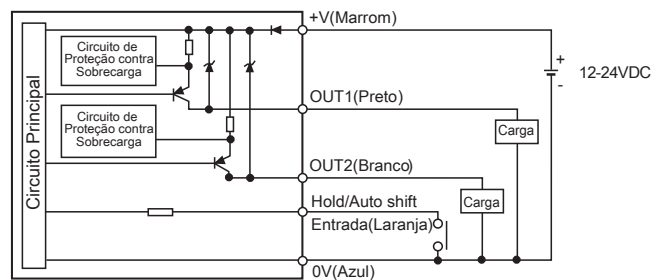 +V(Marrom)
Circuito de
Proteção contra
Sobrecarga
+
12-24VDC
-
OUT1(Preto)
Carga
Circuito de
Proteção contra
Sobrecarga
Circuito Principal
OUT2(Branco)
Carga
Hold/Auto shift
Entrada(Laranja)
0V(Azul)